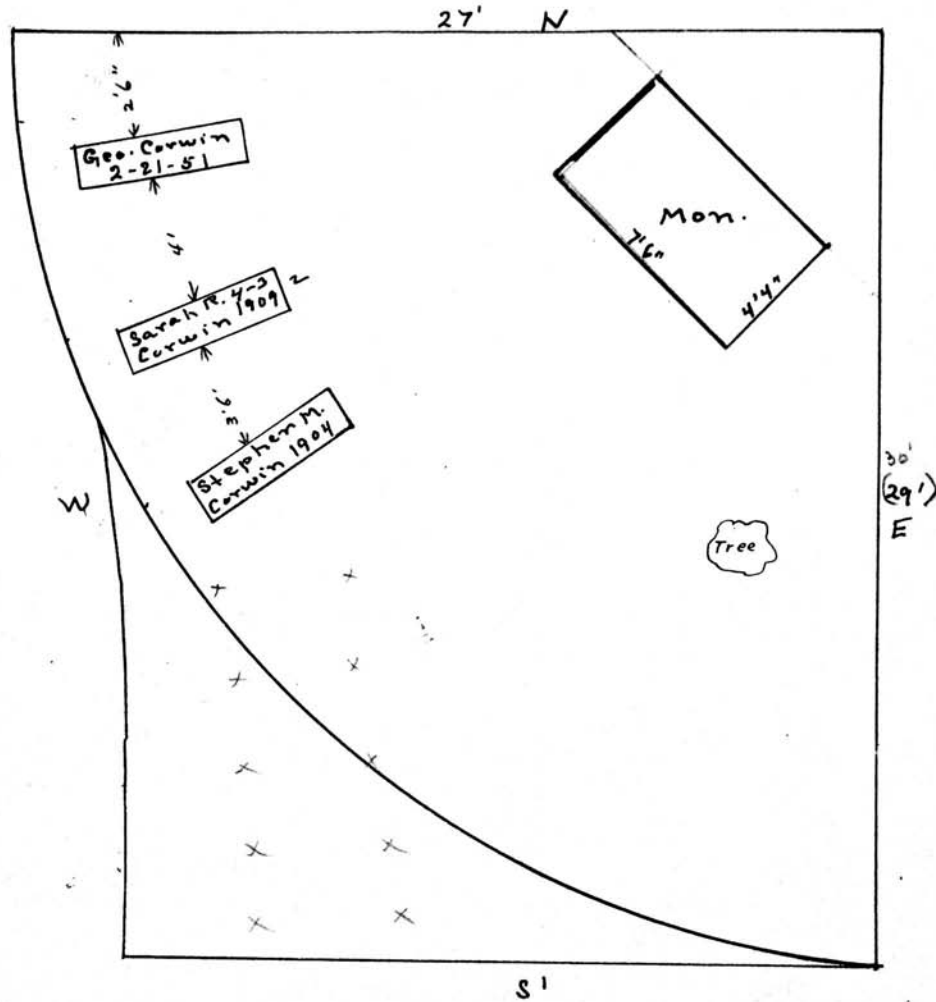 27' N
2'6"
Geo. Corwin
2-21-51
4'
Sarah R. 4-3
Corwin 1909
2
3'6'
Stephen M.
Corwin 1904
Mon.
7'6"
4'4"
W
30'
(29')
E
Tree
S'